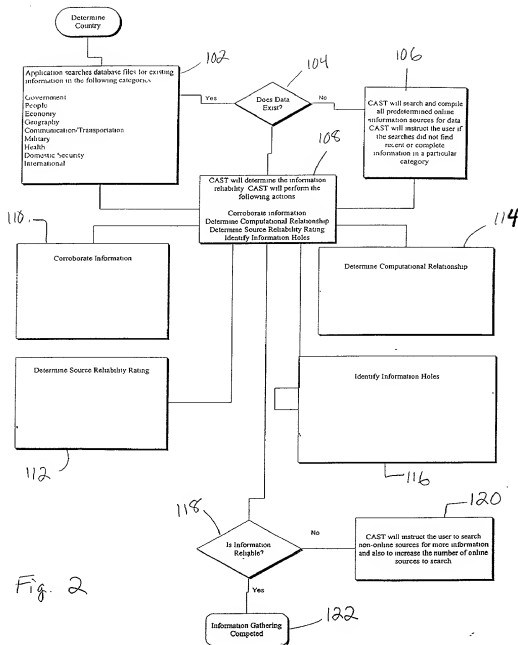 Determine
Country
102
Application searches database files for existing
information in the following categories
Government
People
Economy
Geography
Communication/Transportation
Military
Health
Domestic Security
International
Yes
104
Does Data
Exist?
No
106
CAST will search and compile
all predetermined online
information sources for data
CAST will instruct the user if
the searches did not find
recent or complete
information in a particular
category
108
CAST will determine the information
reliability CAST will perform the
following actions
Corroborate information
Determine Computational Relationship
Determine Source Reliability Rating
Identify Information Holes
110
Corroborate Information
114
Determine Computational Relationship
Determine Source Reliability Rating
112
Identify Information Holes
116
118
Is Information
Reliable?
No
120
CAST will instruct the user to search
non-online sources for more information
and also to increase the number of online
sources to search
Yes
Fig. 2
Information Gathering
Competed
122